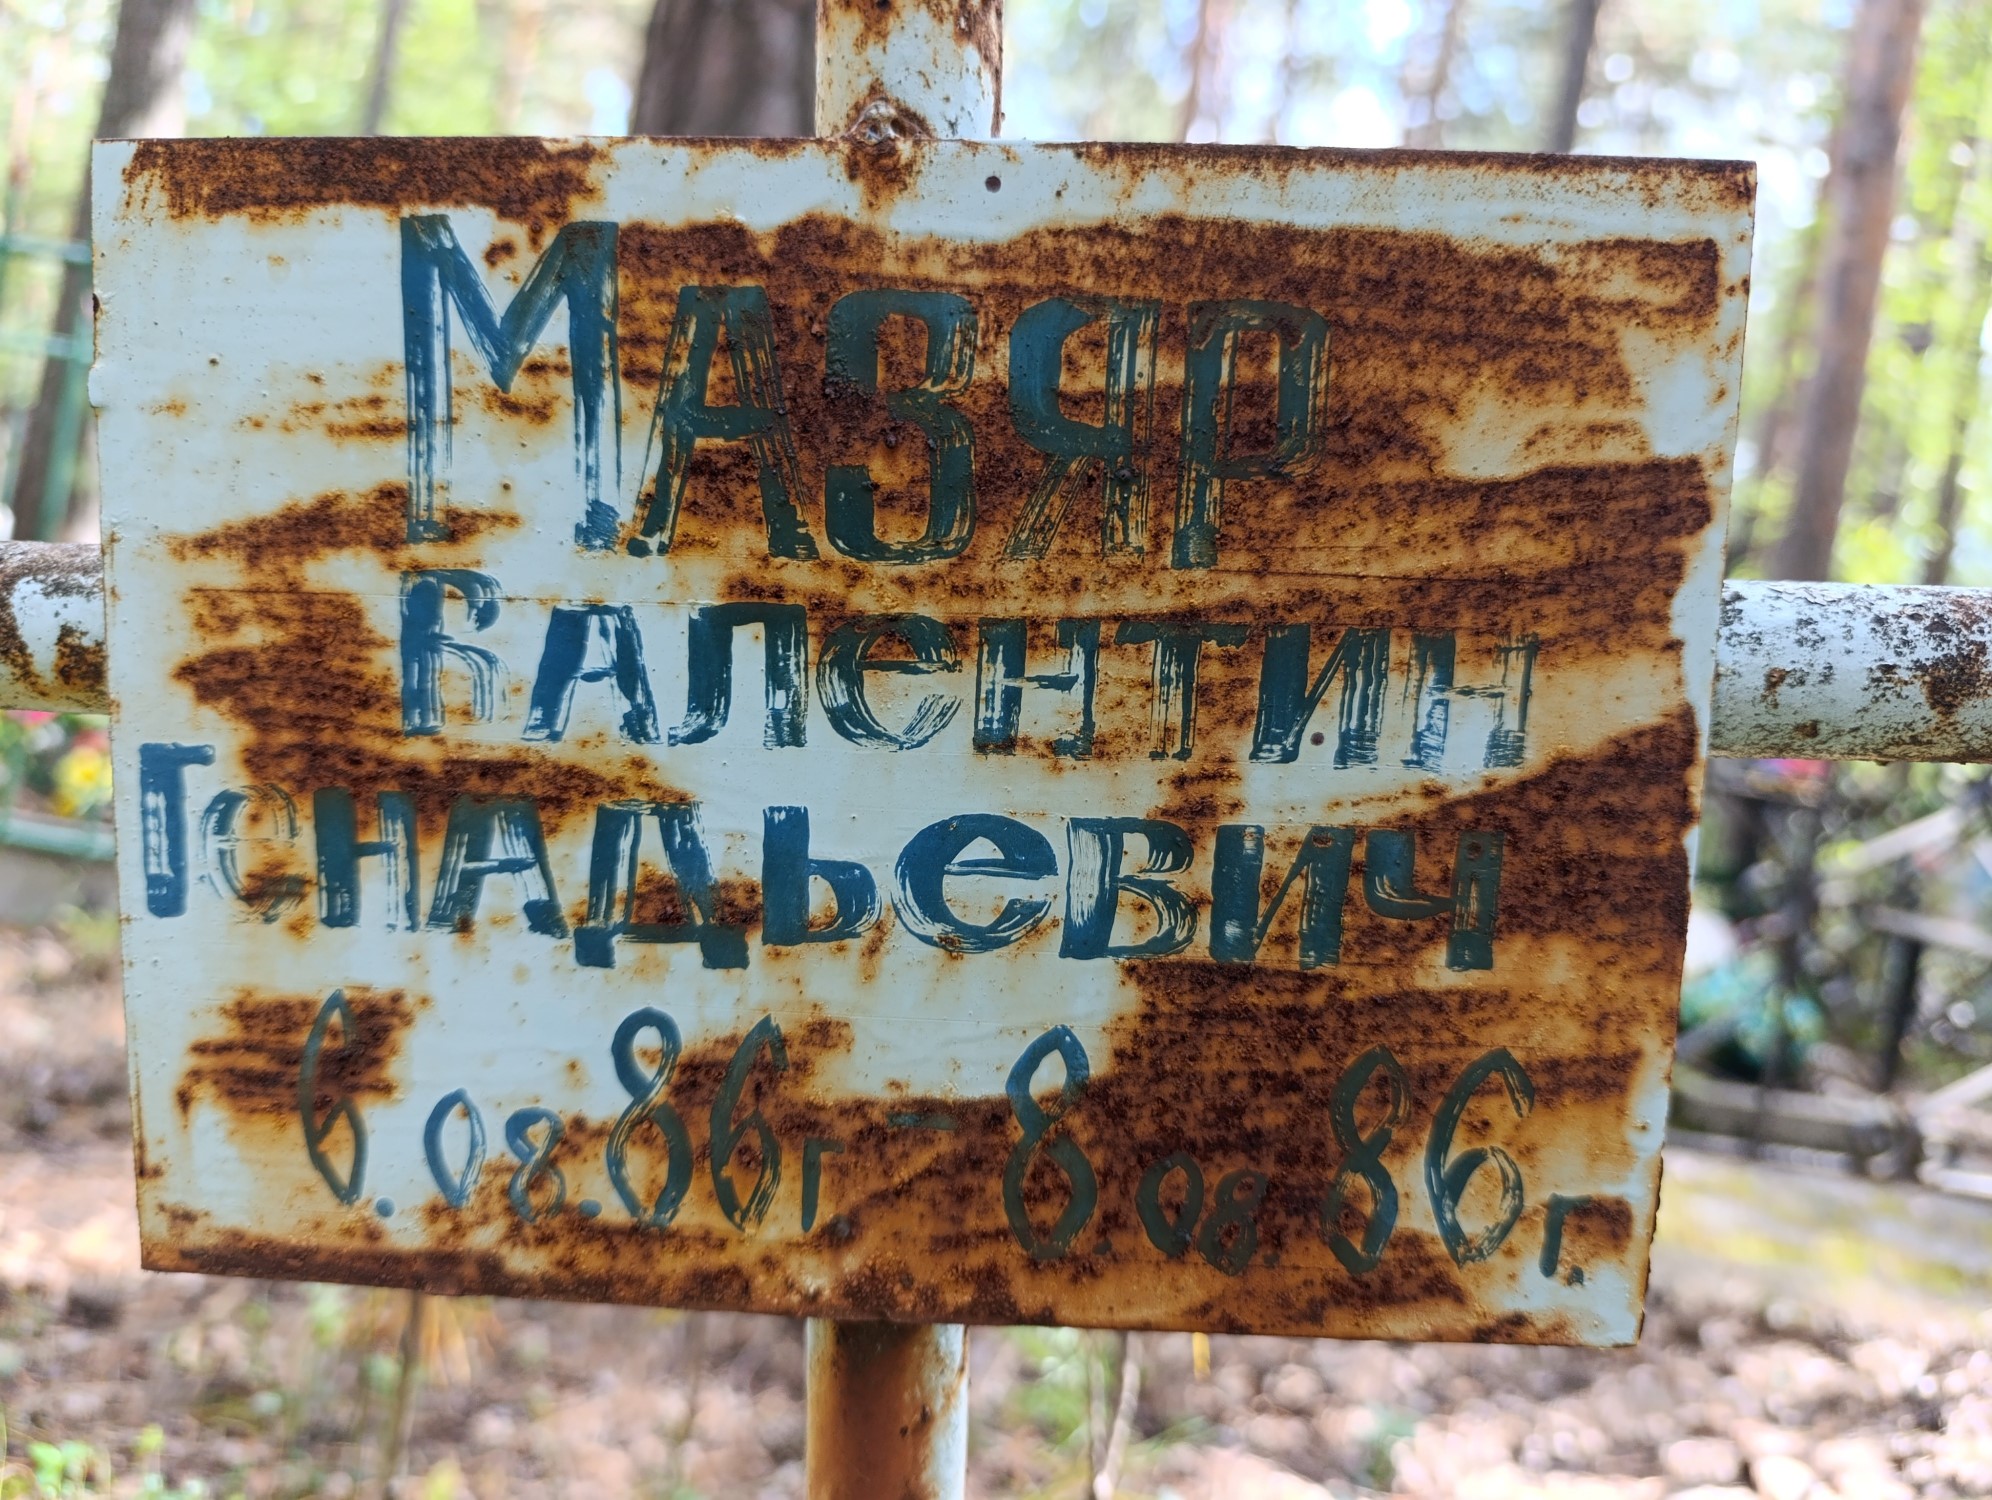 Мазяр
Валентин
Генадьевич
6.08.86г - 8.08.86г.